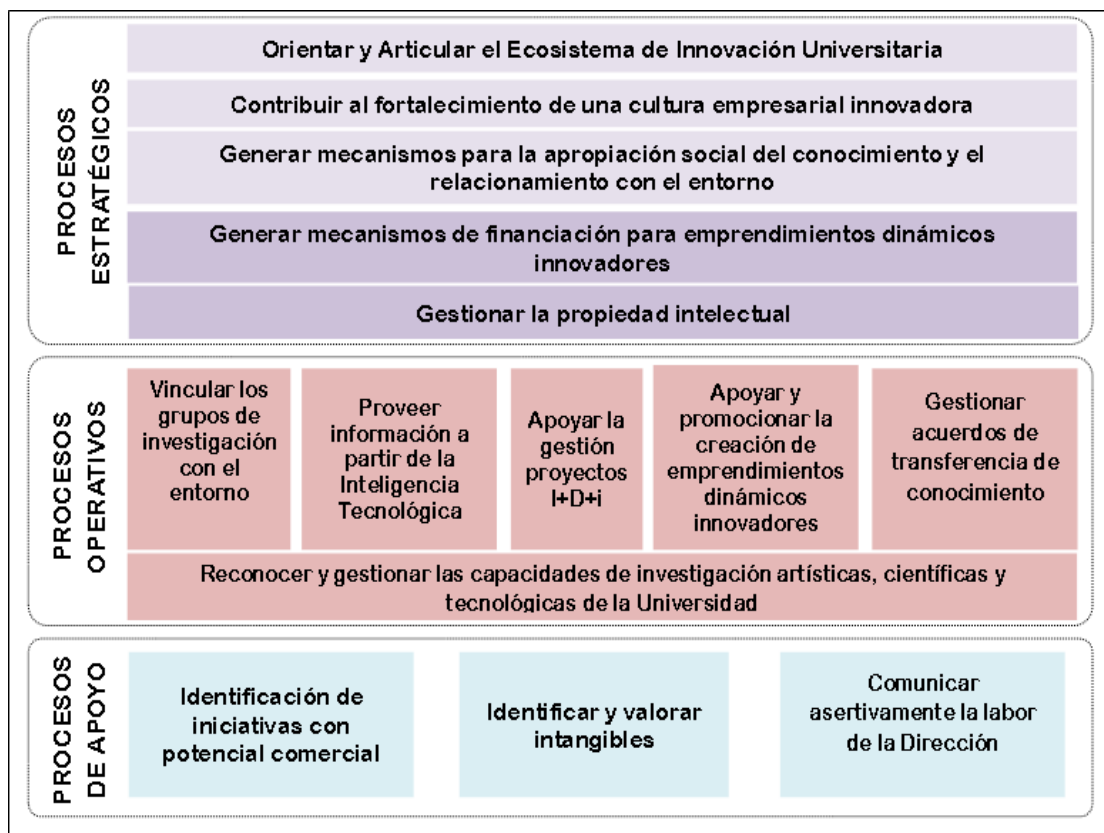 PROCESOS
ESTRATÉGICOS
Orientar y Articular el Ecosistema de Innovación Universitaria
Contribuir al fortalecimiento de una cultura empresarial innovadora
Generar mecanismos para la apropiación social del conocimiento y el
relacionamiento con el entorno
Generar mecanismos de financiación para emprendimientos dinámicos
innovadores
Gestionar la propiedad intelectual
PROCESOS
OPERATIVOS
Vincular los
grupos de
investigación
con el
entorno
Proveer
información a
partir de la
Inteligencia
Tecnológica
Apoyar la
gestión
proyectos
I+D+i
Apoyar y
promocionar la
creación de
emprendimientos
dinámicos
innovadores
Gestionar
acuerdos de
transferencia de
conocimiento
Reconocer y gestionar las capacidades de investigación artísticas, científicas y
tecnológicas de la Universidad
PROCESOS
DE APOYO
Identificación de
iniciativas con
potencial comercial
Identificar y valorar
intangibles
Comunicar
asertivamente la labor
de la Dirección